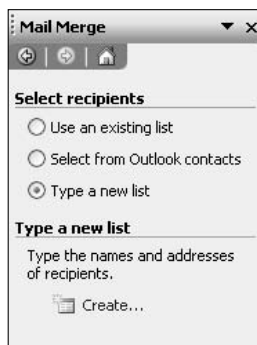 Mail Merge
Select recipients
Use an existing list
Select from Outlook contacts
Type a new list
Type a new list
Type the names and addresses
of recipients.
Create...